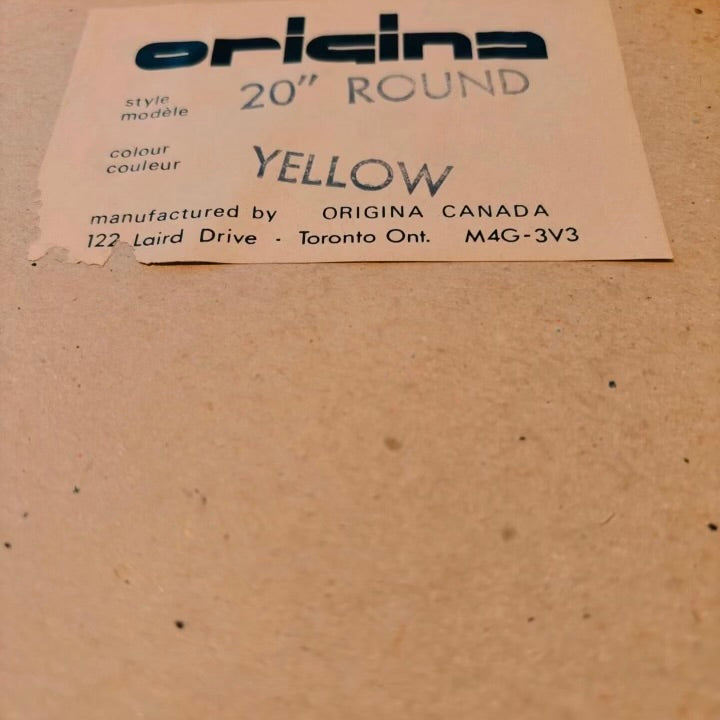 origina
style 20" ROUND
modèle
colour YELLOW
couleur
manufactured by ORIGINA CANADA
122 Laird Drive - Toronto Ont. M4G-3V3